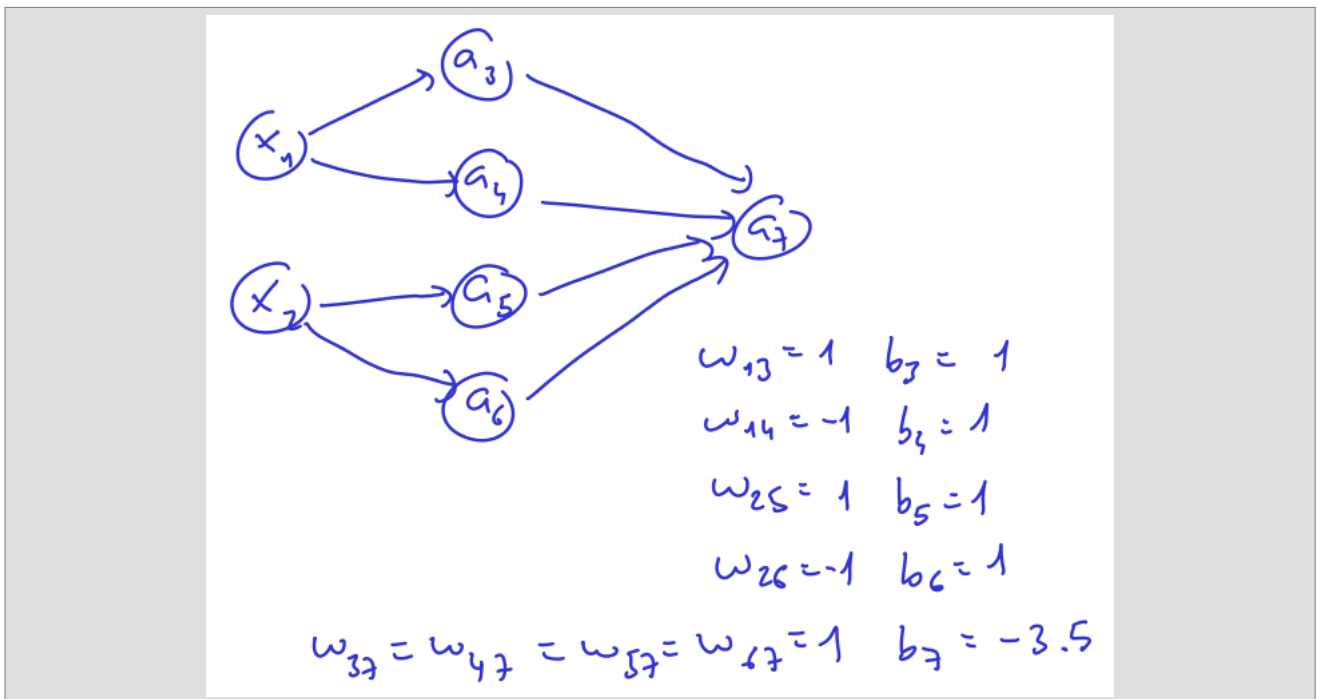 a₃
x₁
a₄
a₇
x₂
a₅
a₆
w₁₃ = 1 b₃ = 1
w₁₄ = -1 b₄ = 1
w₂₅ = 1 b₅ = 1
w₂₆ = -1 b₆ = 1
w₃₇ = w₄₇ = w₅₇ = w₆₇ = 1 b₇ = -3.5